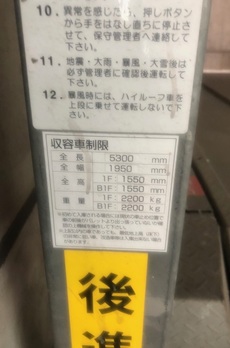 10. 異常を感じたら、押しボタン
から手をはなし直ちに停止さ
せて、保守管理者へ連絡して
下さい。
11. 地震・大雨・暴風・大雪後は
必ず管理者に確認後運転して
下さい。
12. 暴風時には、ハイルーフ車を
上段に乗せて運転しないで下
さい。
収容車制限
全長 5300 mm
全幅 1950 mm
全高 1F: 1550 mm
B1F: 1550 mm
重量 1F: 2200 kg
B1F: 2200 kg
後進